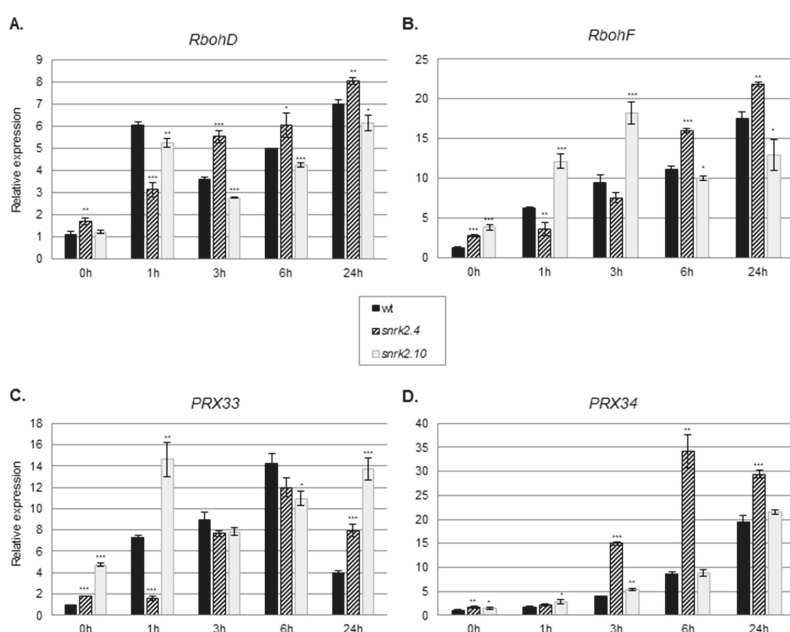 A.
RbohD
Relative expression
9
8
7
6
5
4
3
2
1
0
** *** ** *** *** * *** ** *
0h 1h 3h 6h 24h
B.
RbohF
25
20
15
10
5
0
*** *** ** *** *** *** * ** *
0h 1h 3h 6h 24h
wt
snrk2.4
snrk2.10
C.
PRX33
Relative expression
18
16
14
12
10
8
6
4
2
0
*** *** *** ** * *** ***
0h 1h 3h 6h 24h
D.
PRX34
40
35
30
25
20
15
10
5
0
** * * *** ** ** ***
0h 1h 3h 6h 24h